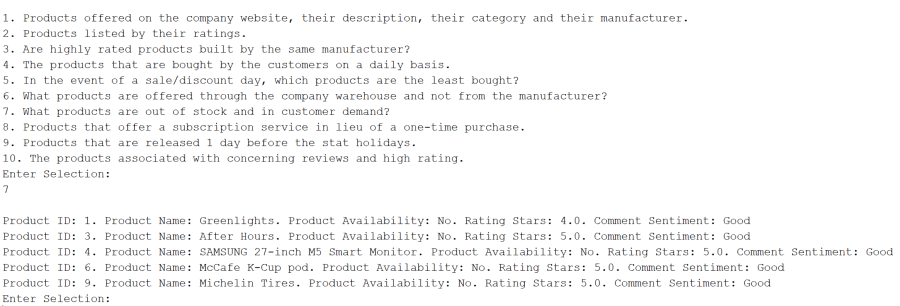 1. Products offered on the company website, their description, their category and their manufacturer.
2. Products listed by their ratings.
3. Are highly rated products built by the same manufacturer?
4. The products that are bought by the customers on a daily basis.
5. In the event of a sale/discount day, which products are the least bought?
6. What products are offered through the company warehouse and not from the manufacturer?
7. What products are out of stock and in customer demand?
8. Products that offer a subscription service in lieu of a one-time purchase.
9. Products that are released 1 day before the stat holidays.
10. The products associated with concerning reviews and high rating.
Enter Selection:
7
Product ID: 1. Product Name: Greenlights. Product Availability: No. Rating Stars: 4.0. Comment Sentiment: Good
Product ID: 3. Product Name: After Hours. Product Availability: No. Rating Stars: 5.0. Comment Sentiment: Good
Product ID: 4. Product Name: SAMSUNG 27-inch M5 Smart Monitor. Product Availability: No. Rating Stars: 5.0. Comment Sentiment: Good
Product ID: 6. Product Name: McCafe K-Cup pod. Product Availability: No. Rating Stars: 5.0. Comment Sentiment: Good
Product ID: 9. Product Name: Michelin Tires. Product Availability: No. Rating Stars: 5.0. Comment Sentiment: Good
Enter Selection: